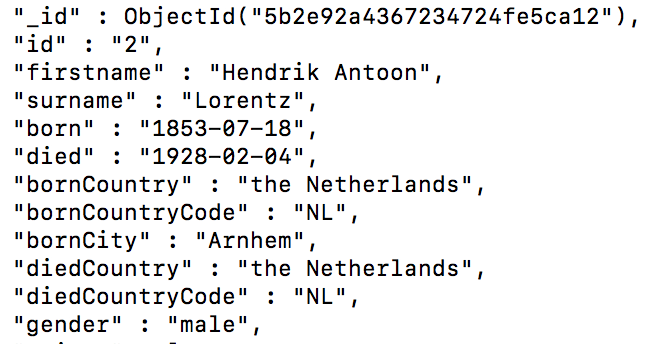 "_id" : ObjectId("5b2e92a4367234724fe5ca12"),
"id" : "2",
"firstname" : "Hendrik Antoon",
"surname" : "Lorentz",
"born" : "1853-07-18",
"died" : "1928-02-04",
"bornCountry" : "the Netherlands",
"bornCountryCode" : "NL",
"bornCity" : "Arnhem",
"diedCountry" : "the Netherlands",
"diedCountryCode" : "NL",
"gender" : "male",